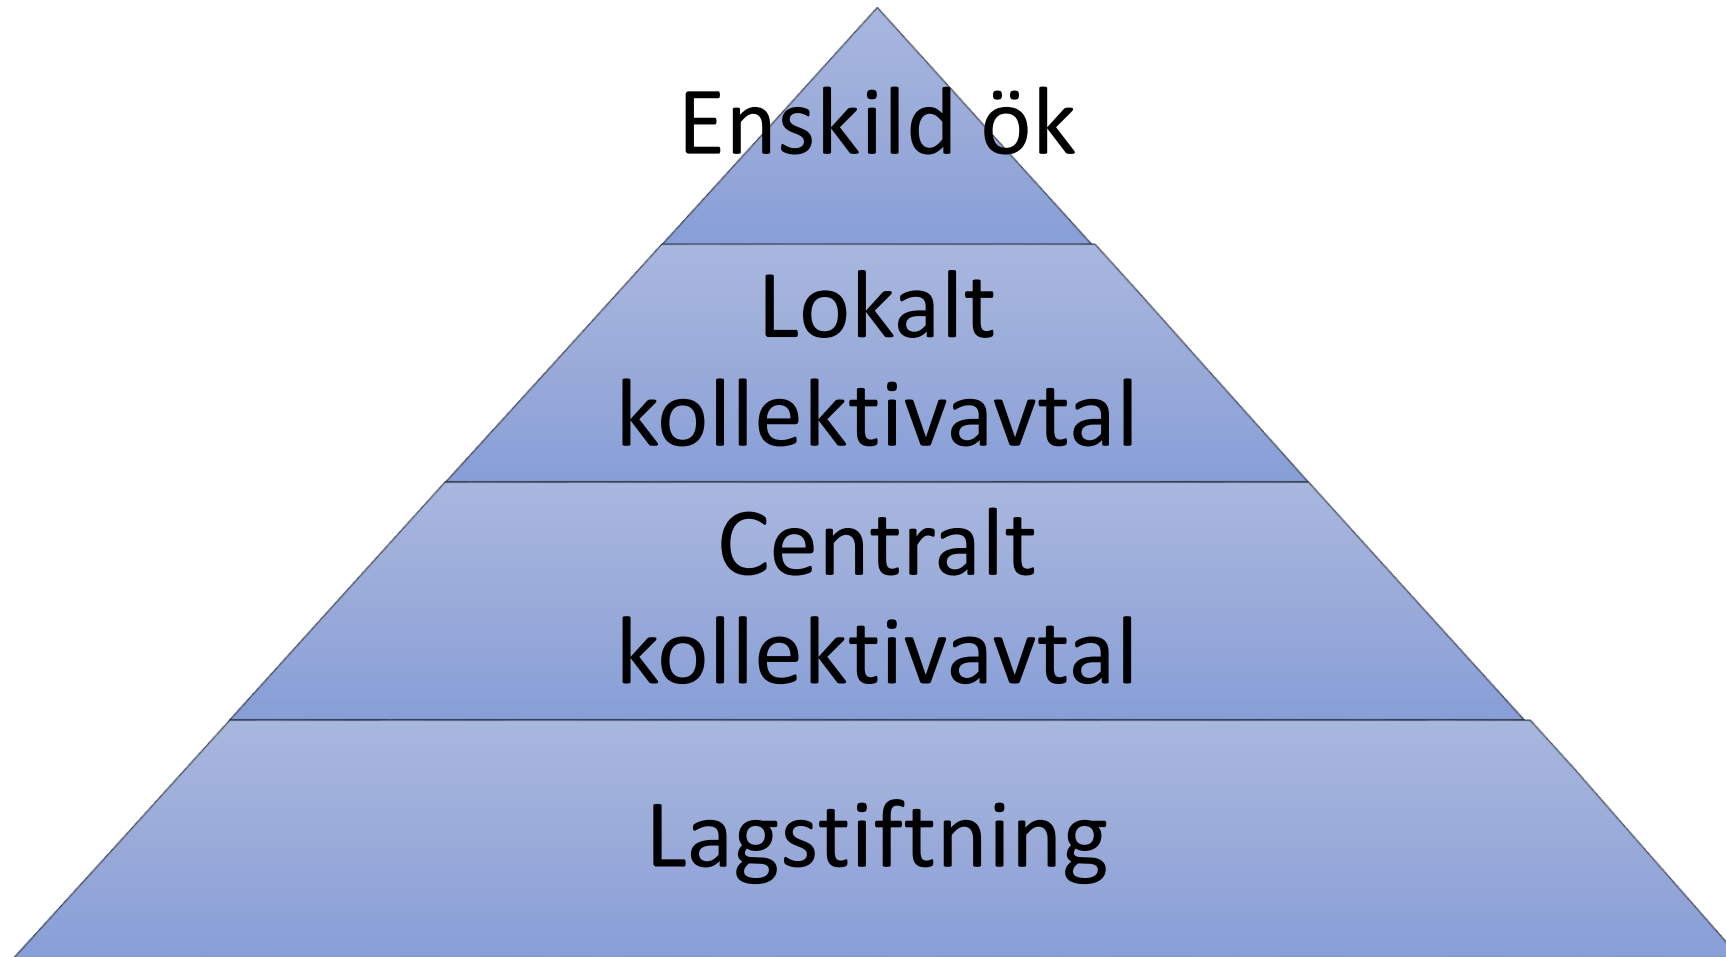 Enskild ök
Lokalt
kollektivavtal
Centralt
kollektivavtal
Lagstiftning